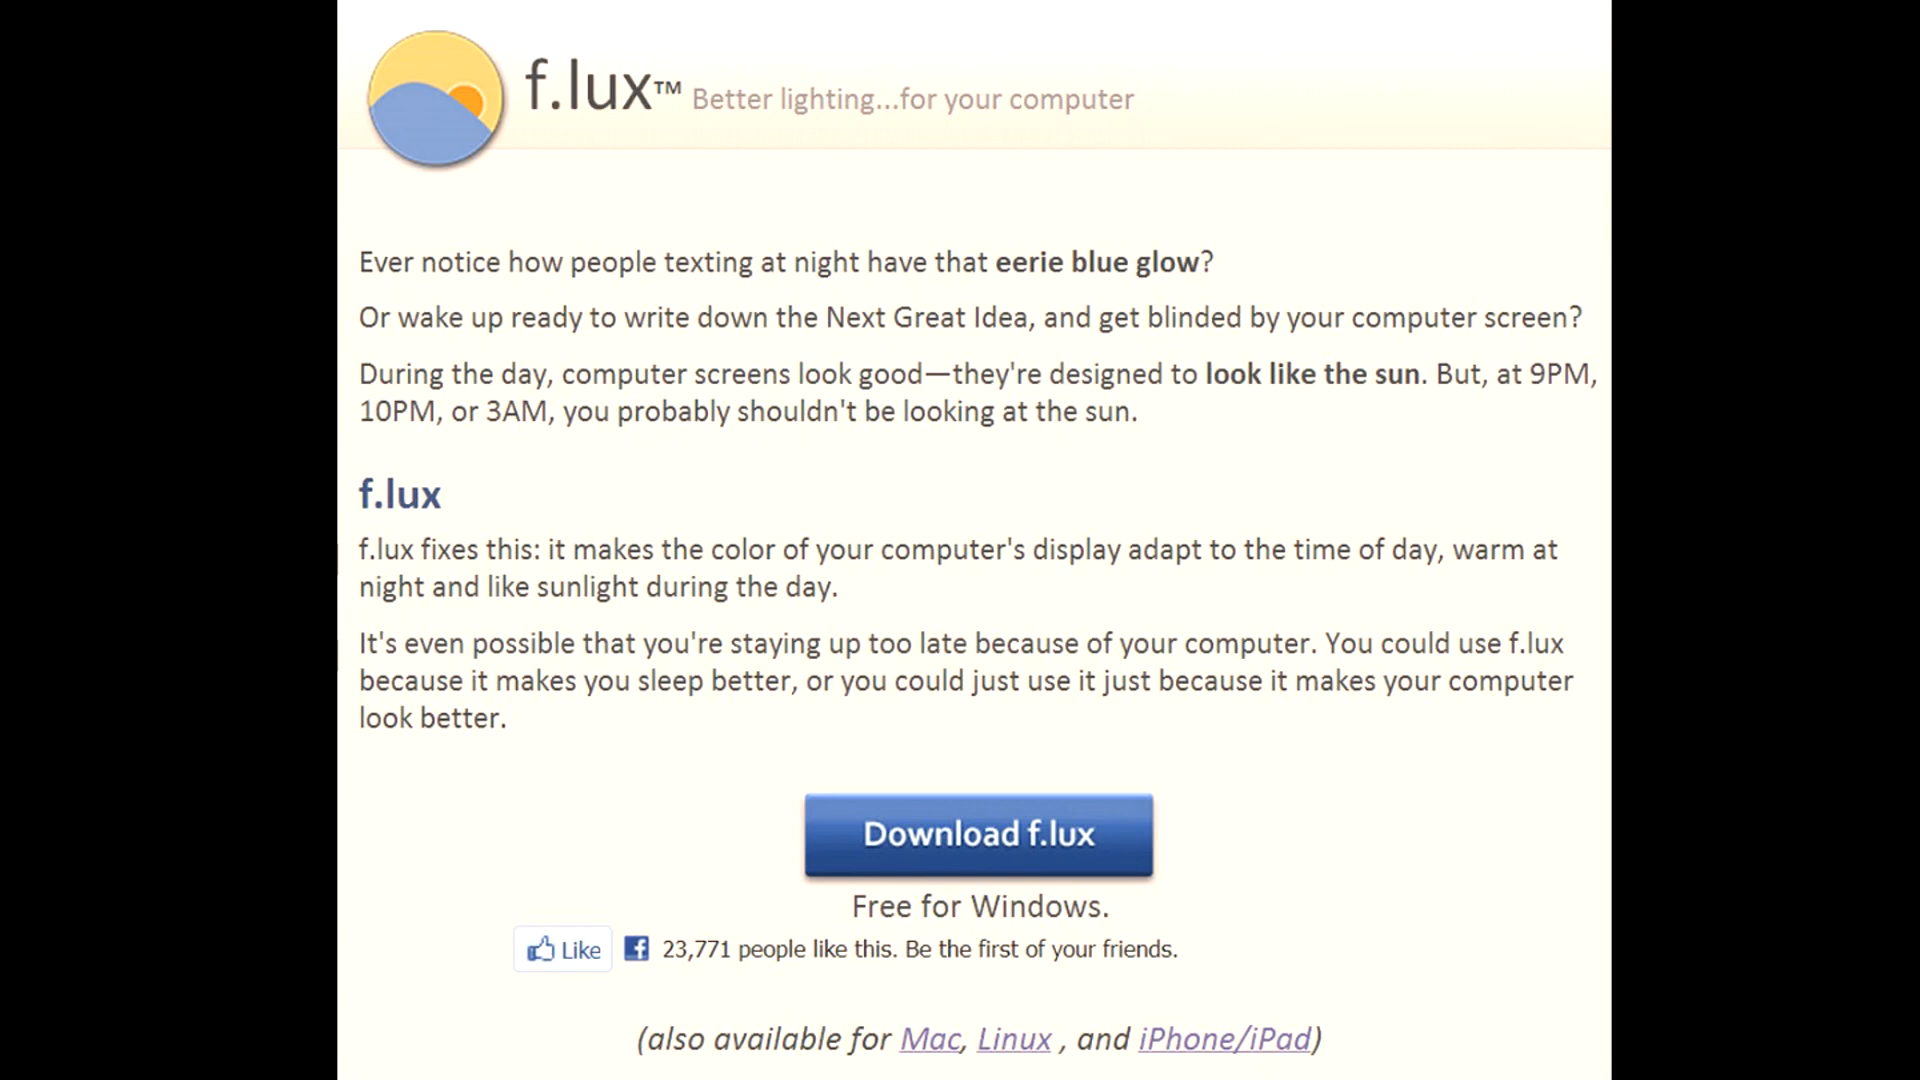 f.lux™ Better lighting...for your computer
Ever notice how people texting at night have that eerie blue glow?
Or wake up ready to write down the Next Great Idea, and get blinded by your computer screen?
During the day, computer screens look good—they're designed to look like the sun. But, at 9PM,
10PM, or 3AM, you probably shouldn't be looking at the sun.
f.lux
f.lux fixes this: it makes the color of your computer's display adapt to the time of day, warm at
night and like sunlight during the day.
It's even possible that you're staying up too late because of your computer. You could use f.lux
because it makes you sleep better, or you could just use it just because it makes your computer
look better.
Download f.lux
Free for Windows.
Like f 23,771 people like this. Be the first of your friends.
(also available for Mac, Linux , and iPhone/iPad)